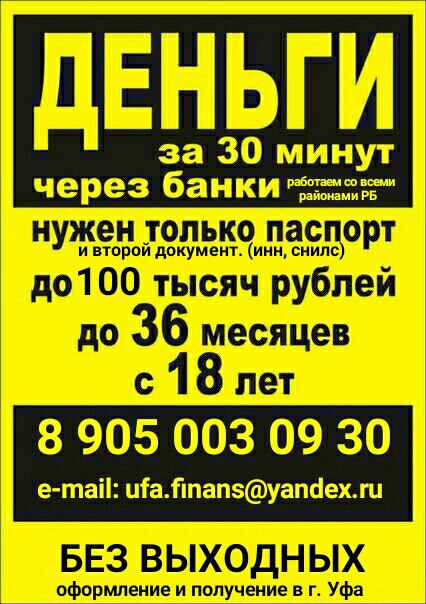 ДЕНЬГИ
за 30 минут
через банки работаем со всеми
районами РБ
нужен только паспорт
и второй документ. (инн, снилс)
до 100 тысяч рублей
до 36 месяцев
с 18 лет
8 905 003 09 30
e-mail: ufa.finans@yandex.ru
БЕЗ ВЫХОДНЫХ
оформление и получение в г. Уфа